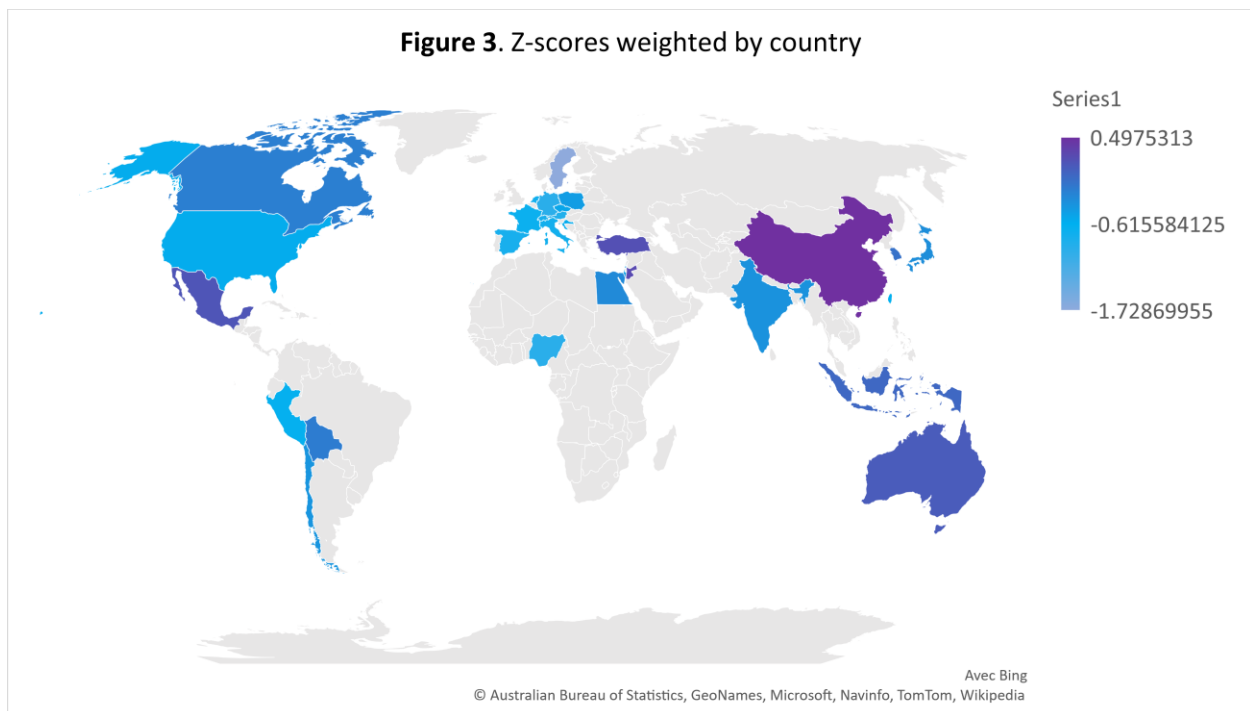 Figure 3. Z-scores weighted by country
Series1
0.4975313
-0.615584125
-1.72869955
Avec Bing
© Australian Bureau of Statistics, GeoNames, Microsoft, Navinfo, TomTom, Wikipedia